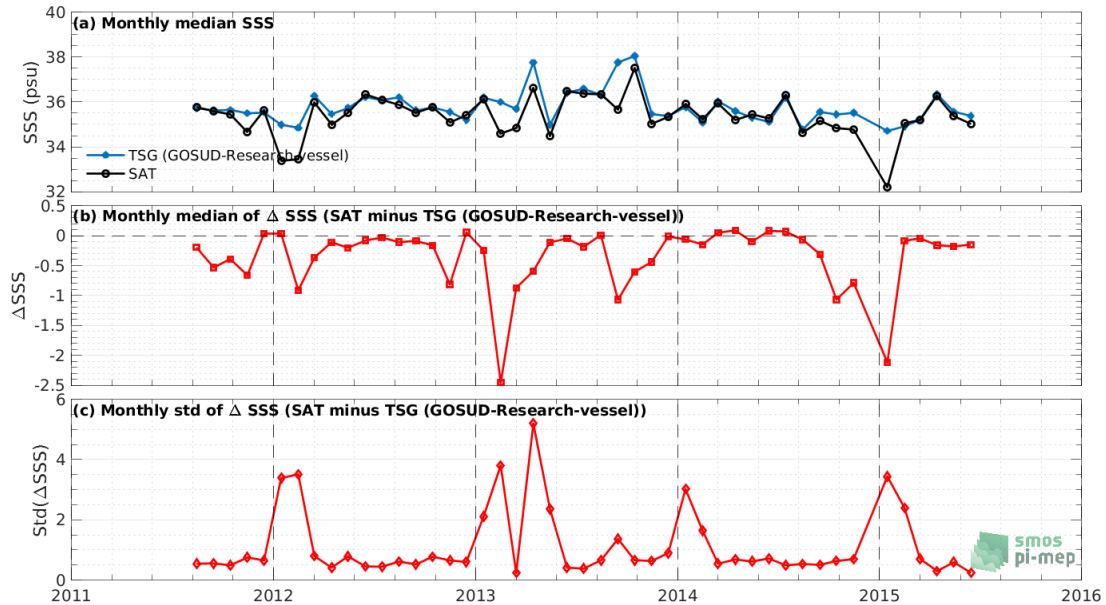 (a) Monthly median SSS
40
38
36
34
32
SSS (psu)
TSG (GOSUD-Research-vessel)
SAT
(b) Monthly median of Δ SSS (SAT minus TSG (GOSUD-Research-vessel))
0.5
0
-0.5
-1
-1.5
-2
-2.5
ΔSSS
(c) Monthly std of Δ SSS (SAT minus TSG (GOSUD-Research-vessel))
6
4
2
0
Std(ΔSSS)
smos
pi-mep
2011 2012 2013 2014 2015 2016